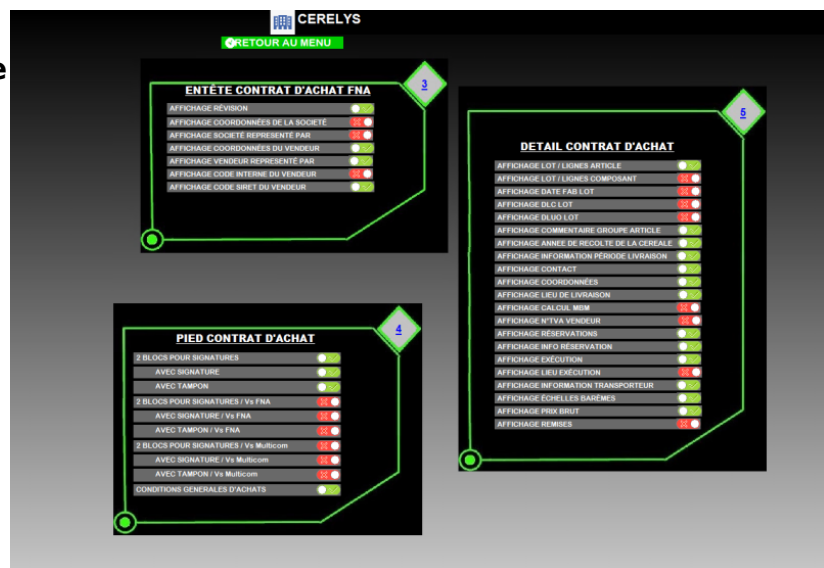 CERELYS
RETOUR AU MENU
e
3
ENTÊTE CONTRAT D'ACHAT FNA
AFFICHAGE RÉVISION
AFFICHAGE COORDONNÉES DE LA SOCIETÉ
AFFICHAGE SOCIETÉ REPRESENTÉ PAR
AFFICHAGE COORDONNÉES DU VENDEUR
AFFICHAGE VENDEUR REPRESENTÉ PAR
AFFICHAGE CODE INTERNE DU VENDEUR
AFFICHAGE CODE SIRET DU VENDEUR
4
PIED CONTRAT D'ACHAT
2 BLOCS POUR SIGNATURES
AVEC SIGNATURE
AVEC TAMPON
2 BLOCS POUR SIGNATURES / Vs FNA
AVEC SIGNATURE / Vs FNA
AVEC TAMPON / Vs FNA
2 BLOCS POUR SIGNATURES / Vs Multicom
AVEC SIGNATURE / Vs Multicom
AVEC TAMPON / Vs Multicom
CONDITIONS GENERALES D'ACHATS
5
DETAIL CONTRAT D'ACHAT
AFFICHAGE LOT / LIGNES ARTICLE
AFFICHAGE LOT / LIGNES COMPOSANT
AFFICHAGE DATE FAB LOT
AFFICHAGE DLC LOT
AFFICHAGE DLUO LOT
AFFICHAGE COMMENTAIRE GROUPE ARTICLE
AFFICHAGE ANNEE DE RECOLTE DE LA CEREALE
AFFICHAGE INFORMATION PÉRIODE LIVRAISON
AFFICHAGE CONTACT
AFFICHAGE COORDONNÉES
AFFICHAGE LIEU DE LIVRAISON
AFFICHAGE CALCUL MBM
AFFICHAGE N°TVA VENDEUR
AFFICHAGE RÉSERVATIONS
AFFICHAGE INFO RÉSERVATION
AFFICHAGE EXÉCUTION
AFFICHAGE LIEU EXÉCUTION
AFFICHAGE INFORMATION TRANSPORTEUR
AFFICHAGE ÉCHELLES BARÈMES
AFFICHAGE PRIX BRUT
AFFICHAGE REMISES